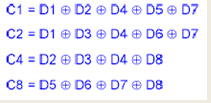 C1 = D1 ⊕ D2 ⊕ D4 ⊕ D5 ⊕ D7
C2 = D1 ⊕ D3 ⊕ D4 ⊕ D6 ⊕ D7
C4 = D2 ⊕ D3 ⊕ D4 ⊕ D8
C8 = D5 ⊕ D6 ⊕ D7 ⊕ D8